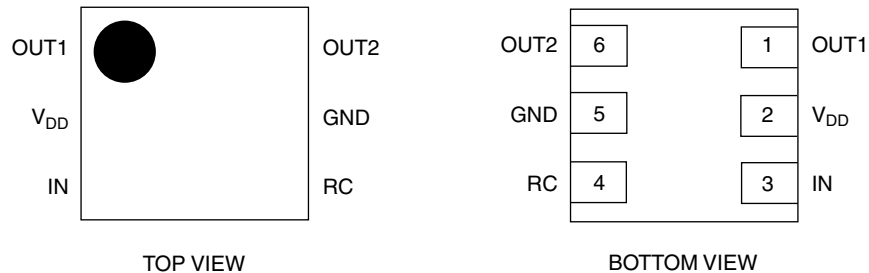 OUT1 OUT2
V_DD GND
IN RC
TOP VIEW
OUT2 6 1 OUT1
GND 5 2 V_DD
RC 4 3 IN
BOTTOM VIEW